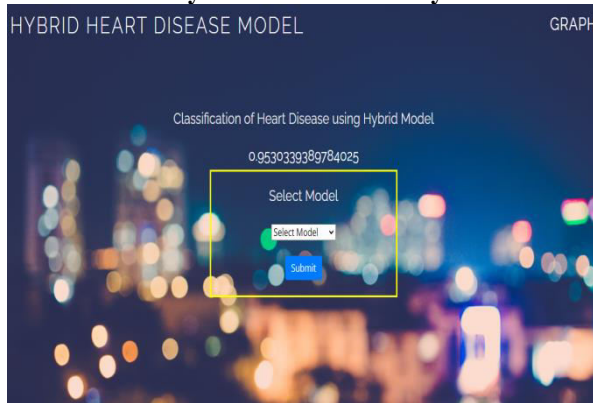 HYBRID HEART DISEASE MODEL
GRAPH
Classification of Heart Disease using Hybrid Model
0.9530339389784025
Select Model
Select Model
Submit